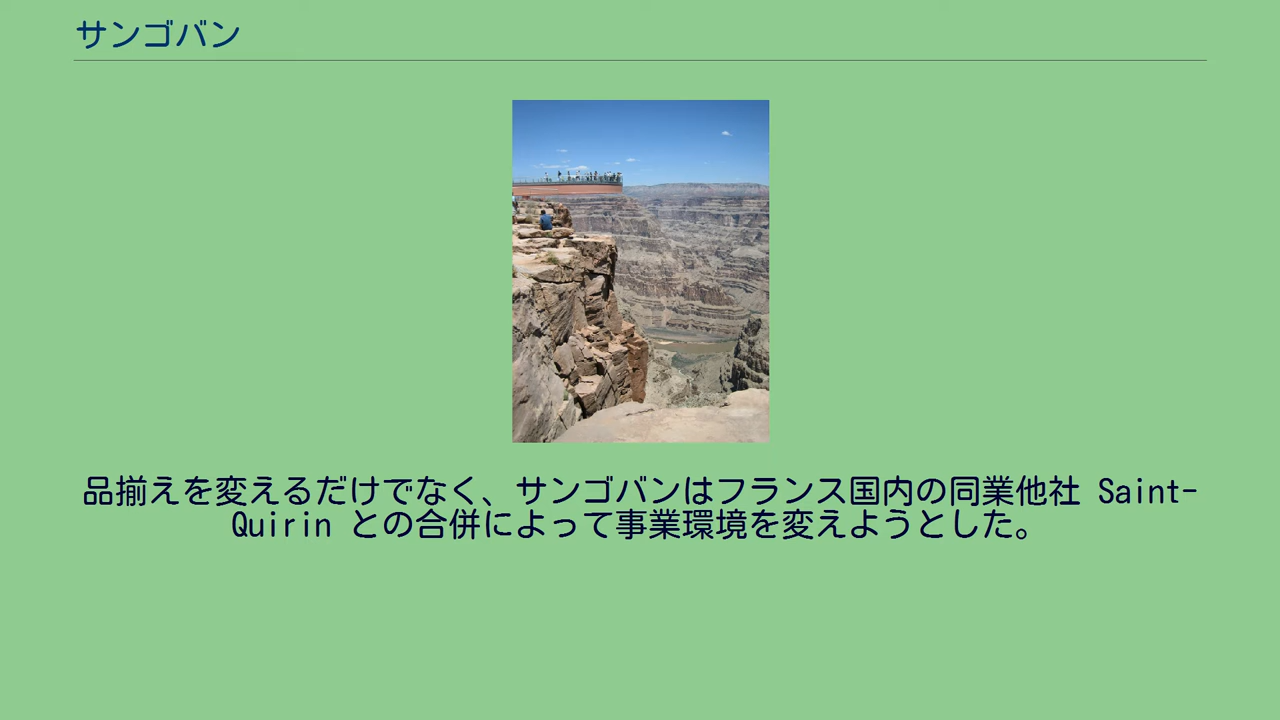 サンゴバン
品揃えを変えるだけでなく、サンゴバンはフランス国内の同業他社 Saint-
Quirin との合併によって事業環境を変えようとした。